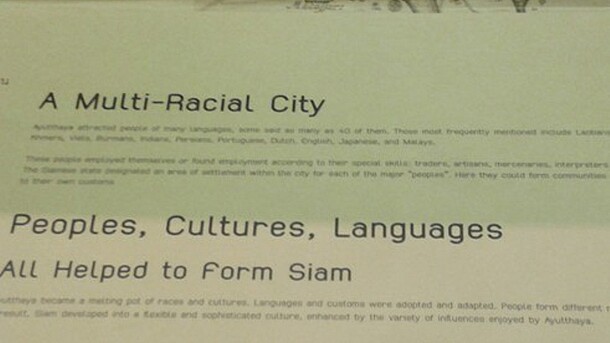 A Multi-Racial City
Ayutthaya attracted people of many languages, some said as many as 40 of them. Those most frequently mentioned include
Khmers, Viets, Burmans, Indians, Persians, Portuguese, Dutch, English, Japanese, and Malays.
These people employed themselves or found employment according to their special skills: traders, artisans, mercenaries, interpreters
The Siamese state designated an area of settlement within the city for each of the major "peoples". Here they could form communities
to their own customs
Peoples, Cultures, Languages
All Helped to Form Siam
became a melting pot of races and cultures. Languages and customs were adopted and adapted. People form different
result, Siam developed into a flexible and sophisticated culture, enhanced by the variety of influences enjoyed by Ayutthaya.